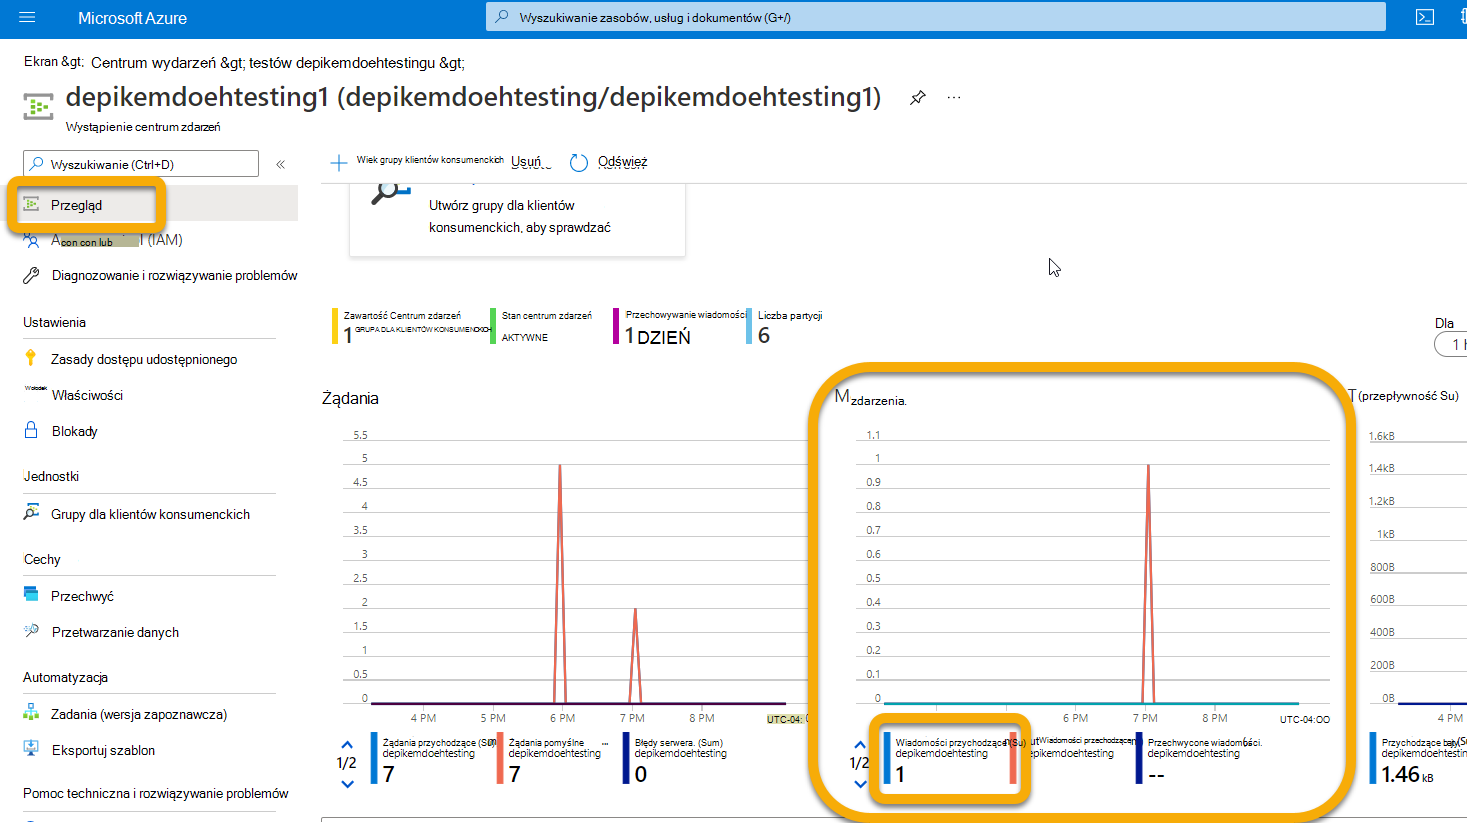 Microsoft Azure
Wyszukiwanie zasobów, usług i dokumentów (G+/)
Ekran &gt; Centrum wydarzeń &gt; testów depikemdoehtestingu &gt;
depikemdoehtesting1 (depikemdoehtesting/depikemdoehtesting1)
Wystąpienie centrum zdarzeń
Wyszukiwanie (Ctrl+D)
«
Wiek grupy klientów konsumenckich
Usuń
Odśwież
Przegląd
con con lub
(IAM)
Diagnozowanie i rozwiązywanie problemów
Ustawienia
Zasady dostępu udostępnionego
Właściwości
Blokady
Jednostki
Grupy dla klientów konsumenckich
Cechy
Przechwyć
Przetwarzanie danych
Automatyzacja
Zadania (wersja zapoznawcza)
Eksportuj szablon
Pomoc techniczna i rozwiązywanie problemów
Utwórz grupy dla klientów
konsumenckich, aby sprawdzać
Zawartość Centrum zdarzeń
1 GRUPA DLA KLIENTÓW KONSUMENCKICH
Stan centrum zdarzeń
AKTYWNE
Przechowywanie wiadomości
1 DZIEŃ
Liczba partycji
6
Dla
1 h
Żądania
5.5
5
4.5
4
3.5
3
2.5
2
1.5
1
0.5
0
4 PM 5 PM 6 PM 7 PM 8 PM UTC-04:
1/2
Żądania przychodzące (Sum)
depikemdoehtesting
7
Żądania pomyślne ...
depikemdoehtesting
7
Błędy serwera. (Sum)
depikemdoehtesting
0
M zdarzenia.
1.1
1
0.9
0.8
0.7
0.6
0.5
0.4
0.3
0.2
0.1
0
6 PM 7 PM 8 PM UTC-04:OO
1/2
Wiadomości przychodzące (Su)
depikemdoehtesting
1
Wiadomości przechodzące
depikemdoehtesting
Przechwycone wiadomości.
depikemdoehtesting
--
T (przepływność Su)
1.6kB
1.4kB
1.2kB
1kB
800B
600B
400B
200B
0B
4 PM
Przychodzące bajty.
depikemdoehtesting
1.46 kB